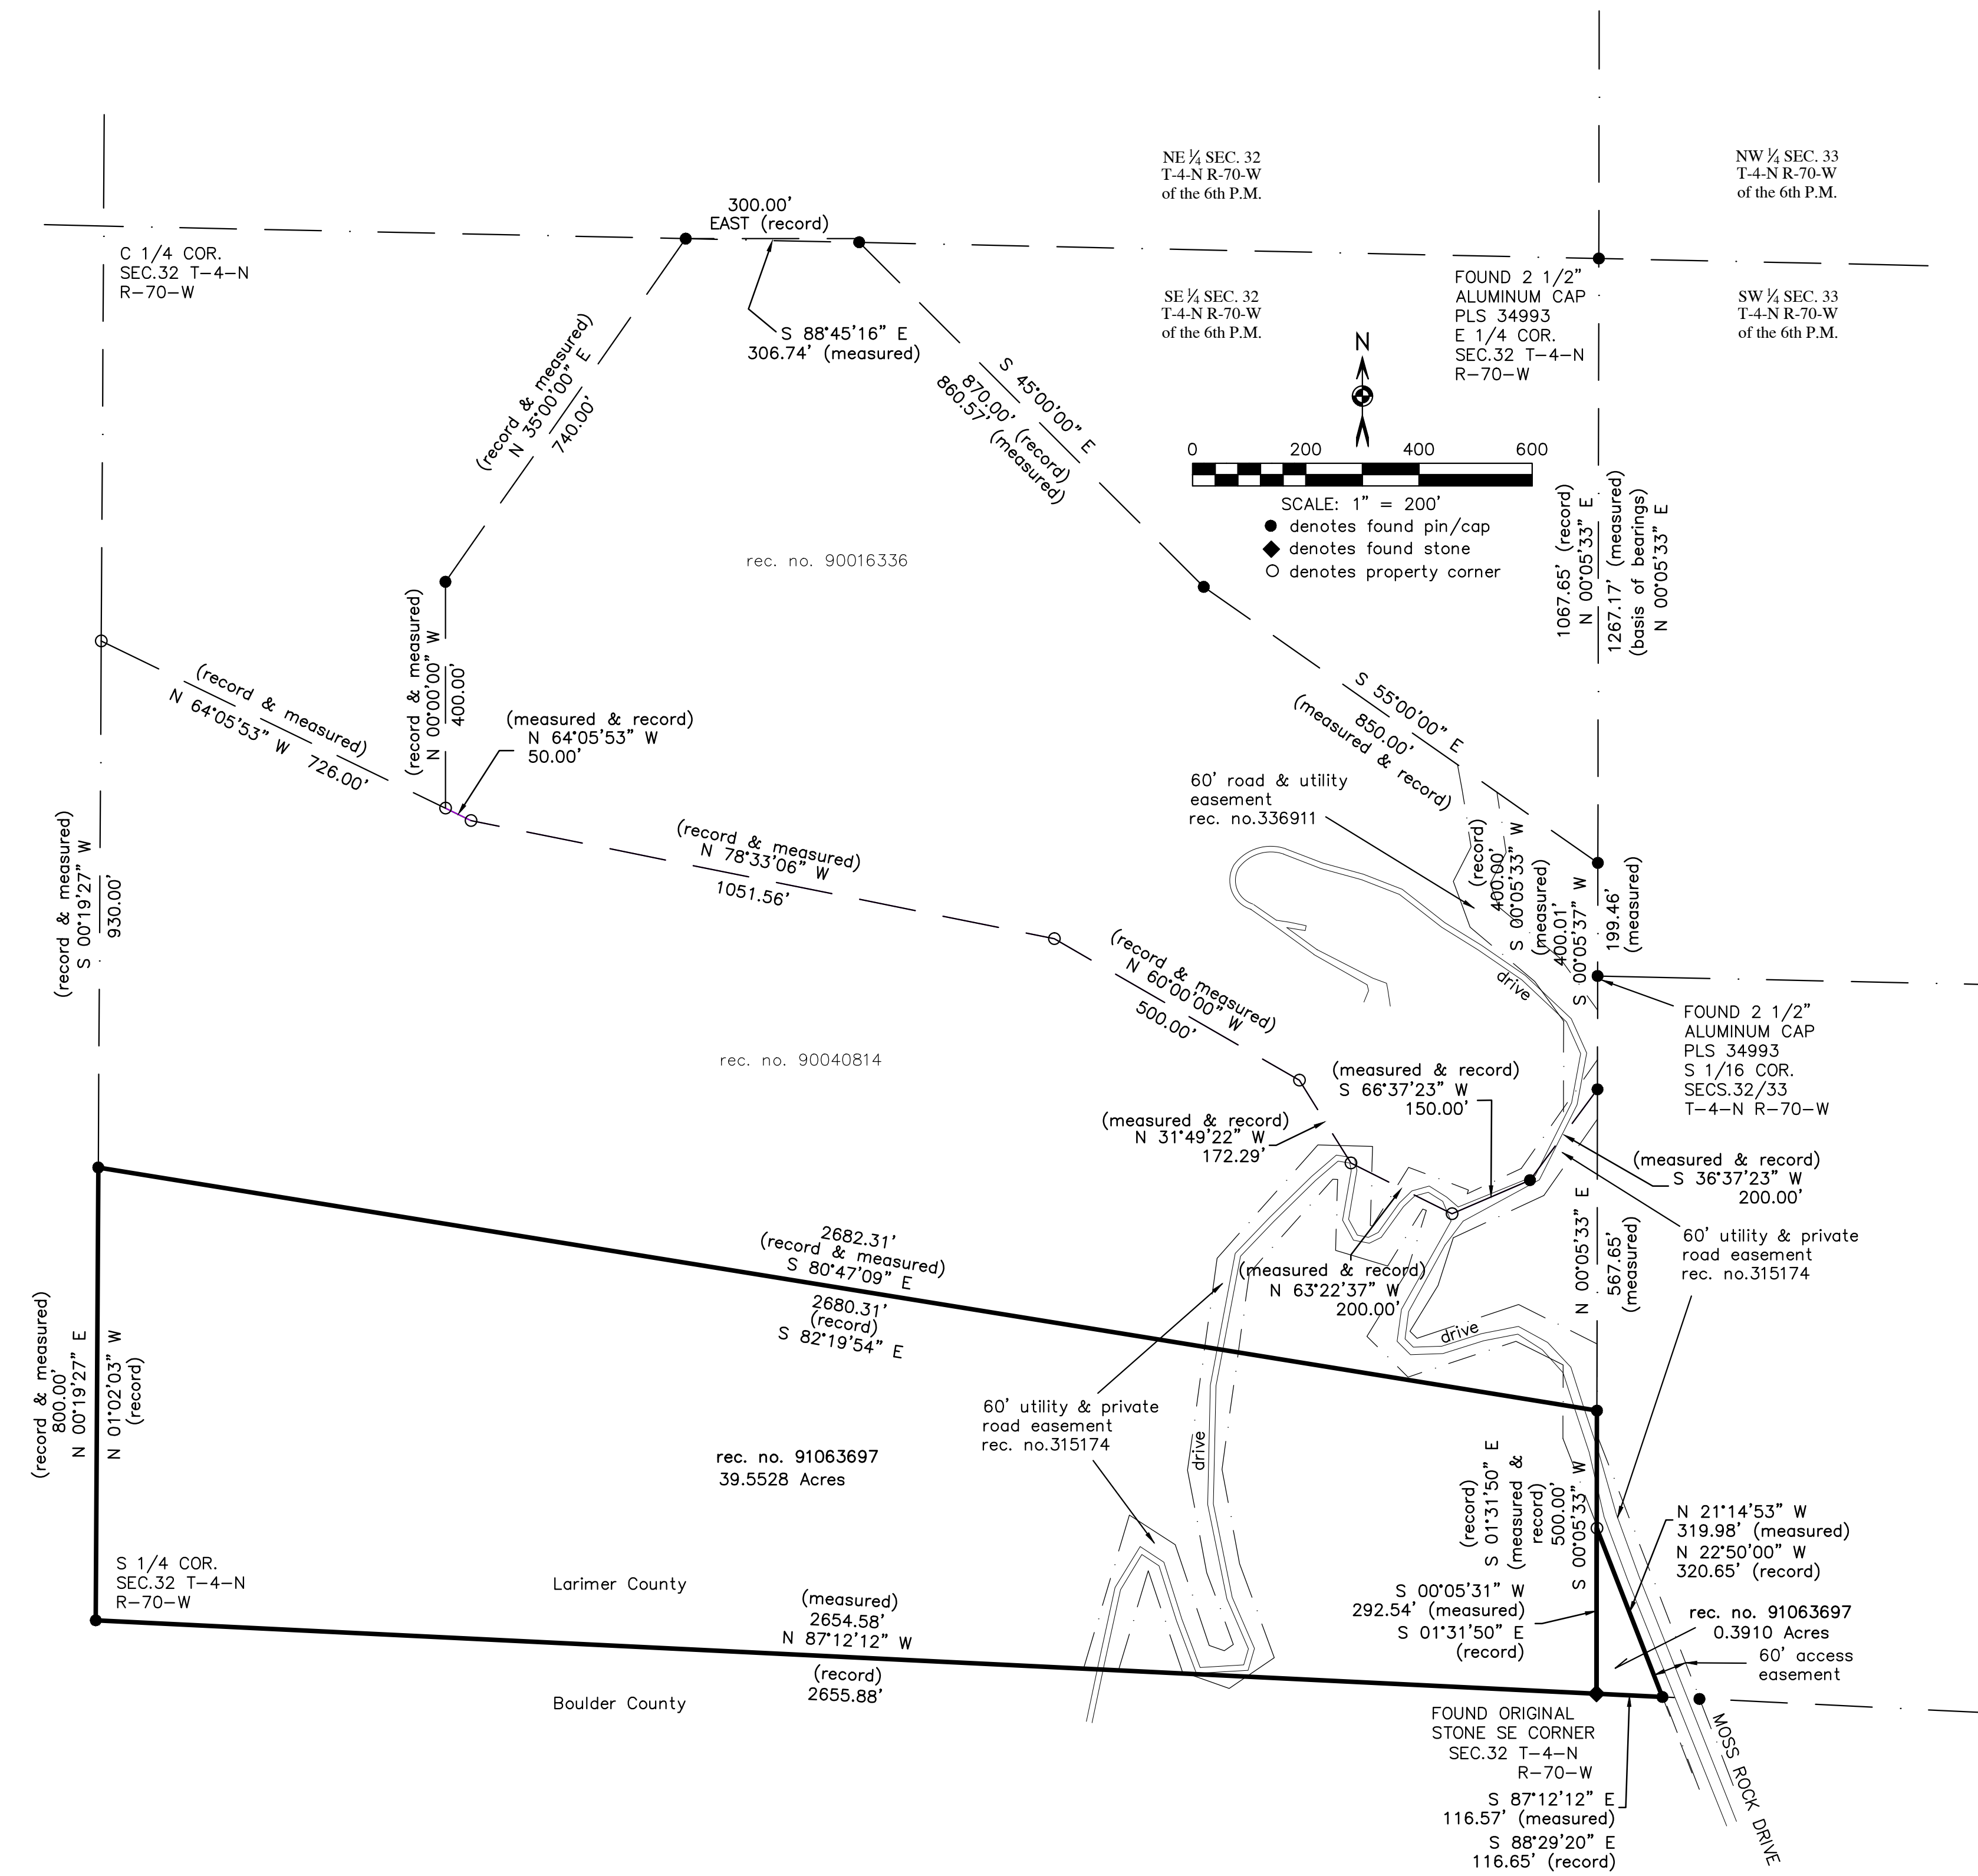 NE 1/4 SEC. 32
T-4-N R-70-W
of the 6th P.M.
NW 1/4 SEC. 33
T-4-N R-70-W
of the 6th P.M.
300.00'
EAST (record)
C 1/4 COR.
SEC.32 T-4-N
R-70-W
S 88°45'16" E
306.74' (measured)
SE 1/4 SEC. 32
T-4-N R-70-W
of the 6th P.M.
FOUND 2 1/2"
ALUMINUM CAP
PLS 34993
E 1/4 COR.
SEC.32 T-4-N
R-70-W
SW 1/4 SEC. 33
T-4-N R-70-W
of the 6th P.M.
N
0 200 400 600
SCALE: 1" = 200'
denotes found pin/cap
denotes found stone
denotes property corner
(record & measured)
N 35°00'00" E
740.00'
S 45°00'00" E
870.00' (record)
860.57' (measured)
1067.65' (record)
N 00°05'33" E
1267.17' (measured)
(basis of bearings)
N 00°05'33" E
rec. no. 90016336
(record & measured)
N 64°05'53" W 726.00'
(record & measured)
N 00°00'00" W
400.00'
(measured & record)
N 64°05'53" W
50.00'
S 55°00'00" E
850.00'
(measured & record)
60' road & utility
easement
rec. no.336911
(record)
400.00'
S 00°05'33" W
(measured)
400.01'
S 00°05'37" W
199.46'
(measured)
(record & measured)
S 00°19'27" W
930.00'
(record & measured)
N 78°33'06" W
1051.56'
(record & measured)
N 60°00'00" W
500.00'
drive
FOUND 2 1/2"
ALUMINUM CAP
PLS 34993
S 1/16 COR.
SECS.32/33
T-4-N R-70-W
rec. no. 90040814
(measured & record)
S 66°37'23" W
150.00'
(measured & record)
N 31°49'22" W
172.29'
(measured & record)
S 36°37'23" W
200.00'
N 00°05'33" E
567.65'
(measured)
60' utility & private
road easement
rec. no.315174
(measured & record)
N 63°22'37" W
200.00'
drive
2682.31'
(record & measured)
S 80°47'09" E
2680.31'
(record)
S 82°19'54" E
(record & measured)
800.00'
N 00°19'27" E
N 01°02'03" W
(record)
60' utility & private
road easement
rec. no.315174
drive
rec. no. 91063697
39.5528 Acres
(record)
S 01°31'50" E
(measured &
record)
500.00'
S 00°05'33" W
N 21°14'53" W
319.98' (measured)
N 22°50'00" W
320.65' (record)
S 1/4 COR.
SEC.32 T-4-N
R-70-W
Larimer County
(measured)
2654.58'
N 87°12'12" W
(record)
2655.88'
Boulder County
S 00°05'31" W
292.54' (measured)
S 01°31'50" E
(record)
rec. no. 91063697
0.3910 Acres
60' access
easement
FOUND ORIGINAL
STONE SE CORNER
SEC.32 T-4-N
R-70-W
S 87°12'12" E
116.57' (measured)
S 88°29'20" E
116.65' (record)
MOSS ROCK DRIVE